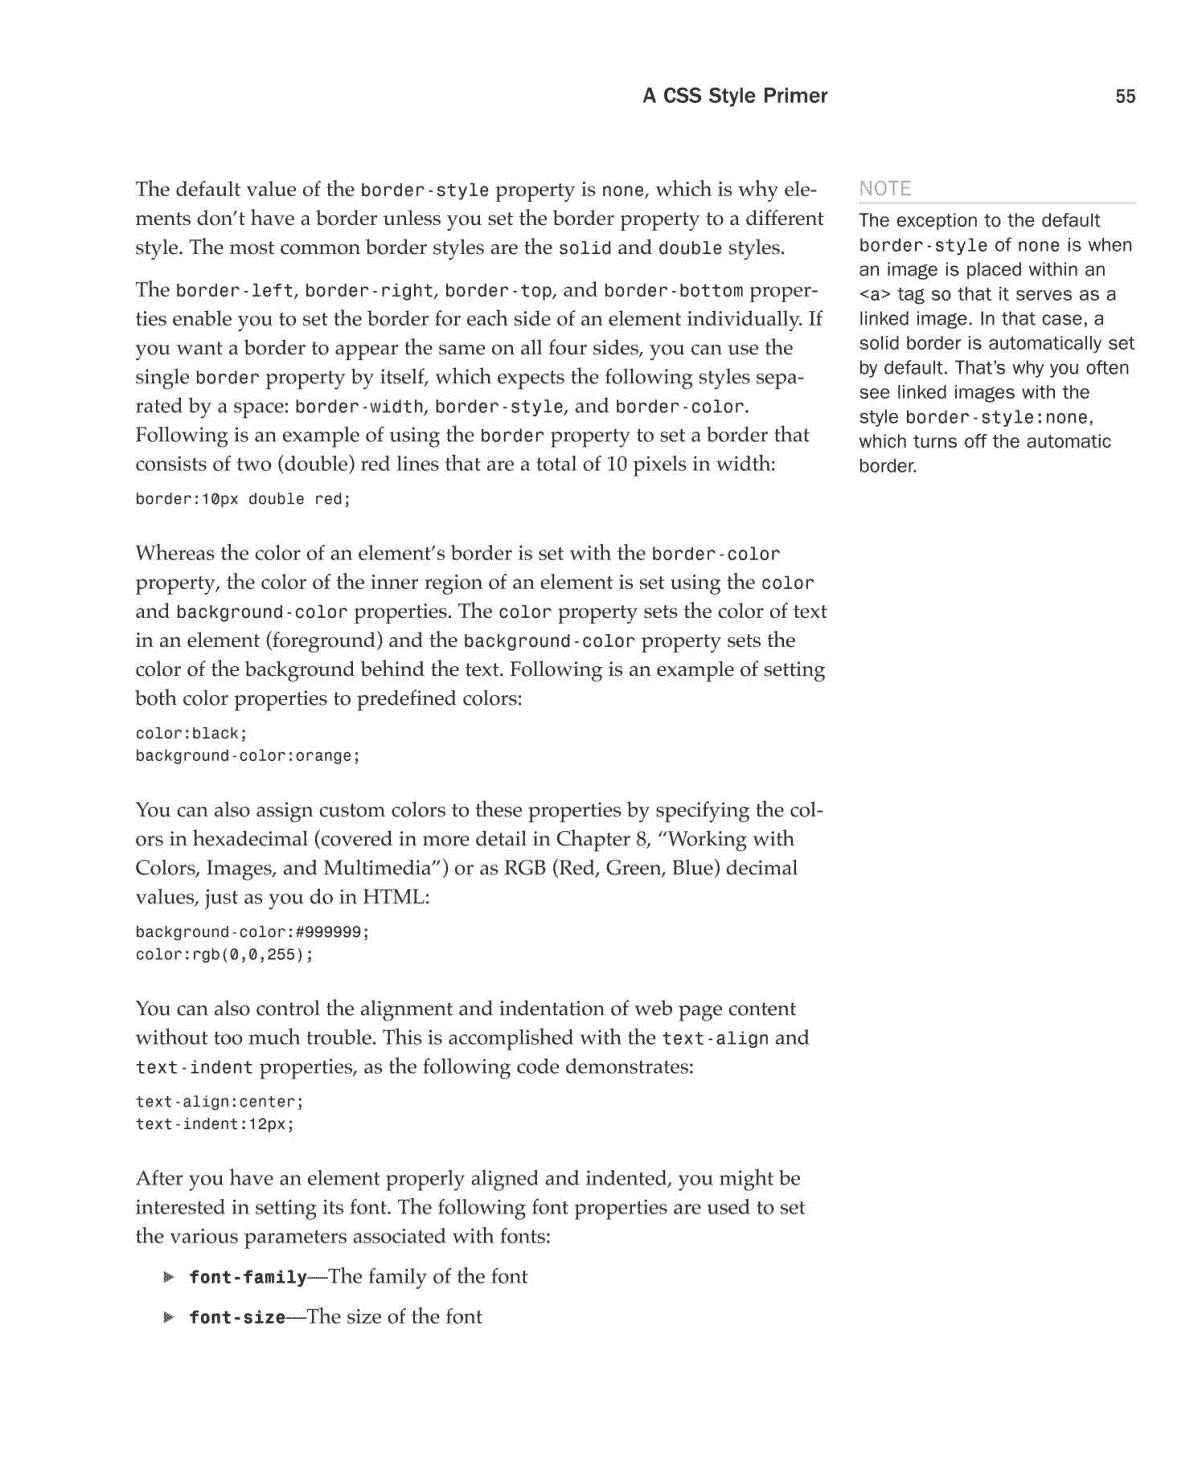 A CSS Style Primer 55
The default value of the border-style property is none, which is why ele-
ments don’t have a border unless you set the border property to a different
style. The most common border styles are the solid and double styles.
The border-left, border-right, border-top, and border-bottom proper-
ties enable you to set the border for each side of an element individually. If
you want a border to appear the same on all four sides, you can use the
single border property by itself, which expects the following styles sepa-
rated by a space: border-width, border-style, and border-color.
Following is an example of using the border property to set a border that
consists of two (double) red lines that are a total of 10 pixels in width:
border:10px double red;
Whereas the color of an element’s border is set with the border-color
property, the color of the inner region of an element is set using the color
and background-color properties. The color property sets the color of text
in an element (foreground) and the background-color property sets the
color of the background behind the text. Following is an example of setting
both color properties to predefined colors:
color:black;
background-color:orange;
You can also assign custom colors to these properties by specifying the col-
ors in hexadecimal (covered in more detail in Chapter 8, “Working with
Colors, Images, and Multimedia”) or as RGB (Red, Green, Blue) decimal
values, just as you do in HTML:
background-color:#999999;
color:rgb(0,0,255);
You can also control the alignment and indentation of web page content
without too much trouble. This is accomplished with the text-align and
text-indent properties, as the following code demonstrates:
text-align:center;
text-indent:12px;
After you have an element properly aligned and indented, you might be
interested in setting its font. The following font properties are used to set
the various parameters associated with fonts:
font-family—The family of the font
font-size—The size of the font
NOTE
The exception to the default
border-style of none is when
an image is placed within an
<a> tag so that it serves as a
linked image. In that case, a
solid border is automatically set
by default. That’s why you often
see linked images with the
style border-style:none,
which turns off the automatic
border.